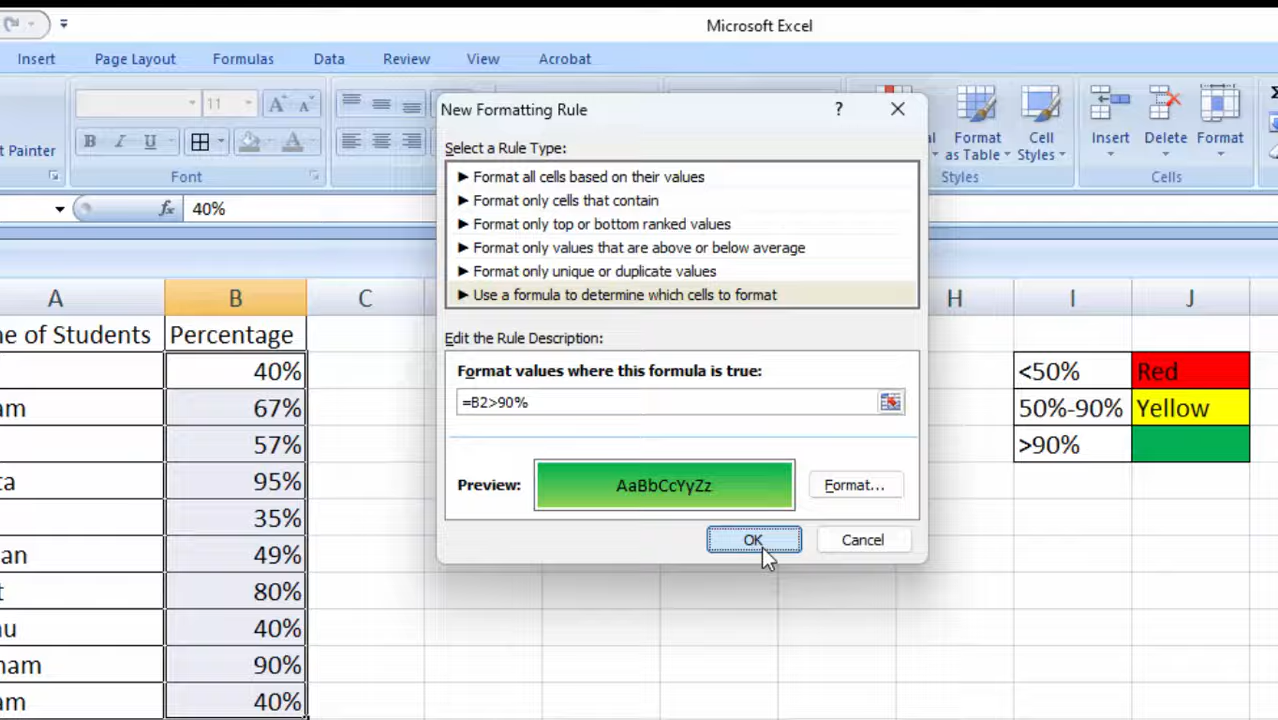 Microsoft Excel
Insert Page Layout Formulas Data Review View Acrobat
11 A A
B I U A
t Painter
Font
Format as Table
Cell Styles
Styles
Insert Delete Format
Cells
fx 40%
New Formatting Rule ? X
Select a Rule Type:
► Format all cells based on their values
► Format only cells that contain
► Format only top or bottom ranked values
► Format only values that are above or below average
► Format only unique or duplicate values
► Use a formula to determine which cells to format
Edit the Rule Description:
Format values where this formula is true:
=B2>90%
Preview: AaBbCcYyZz Format...
OK Cancel
A B C H I J
ne of Students Percentage
40%
am 67%
57%
ta 95%
35%
an 49%
t 80%
u 40%
ham 90%
am 40%
<50% Red
50%-90% Yellow
>90%